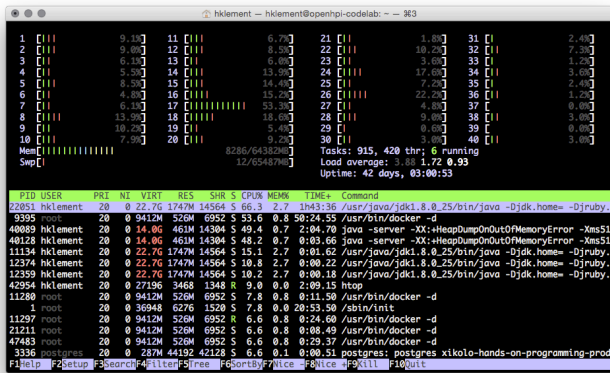 hklement — hklement@openhpi-codelab: ~ — ⌘3
1 [||| 9.1%] 11 [||| 6.7%] 21 [|| 1.8%] 31 [| 2.4%]
2 [||| 9.0%] 12 [||| 8.5%] 22 [||| 10.2%] 32 [|| 7.3%]
3 [|| 6.1%] 13 [||| 6.0%] 23 [|| 3.6%] 33 [|| 1.2%]
4 [|| 5.5%] 14 [||| 13.9%] 24 [|||| 17.6%] 34 [|| 3.6%]
5 [||| 8.5%] 15 [||| 14.4%] 25 [|| 7.2%] 35 [|| 2.4%]
6 [|| 4.8%] 16 [|||| 15.2%] 26 [||||| 22.2%] 36 [|| 1.2%]
7 [|| 6.1%] 17 [||||||||||| 53.3%] 27 [|| 4.8%] 37 [ 0.0%]
8 [|||| 13.9%] 18 [|||| 18.6%] 28 [|| 9.0%] 38 [| 3.0%]
9 [||| 10.2%] 19 [|| 5.4%] 29 [| 0.6%] 39 [ 0.0%]
10 [||| 7.9%] 20 [||| 9.2%] 30 [|| 3.0%] 40 [|| 3.0%]
Mem[||||||||||||||| 8286/64382MB] Tasks: 915, 420 thr; 6 running
Swp[| 12/65487MB] Load average: 3.88 1.72 0.93
Uptime: 42 days, 03:00:53
PID USER PRI NI VIRT RES SHR S CPU% MEM% TIME+ Command
22051 hklement 20 0 22.7G 1747M 14564 S 66.3 2.7 1h43:36 /usr/java/jdk1.8.0_25/bin/java -Djdk.home= -Djruby.
9395 root 20 0 9412M 526M 6952 S 53.6 0.8 50:24.55 /usr/bin/docker -d
40089 hklement 20 0 14.0G 461M 14304 S 49.4 0.7 2:04.70 java -server -XX:+HeapDumpOnOutOfMemoryError -Xms51
40128 hklement 20 0 14.0G 461M 14304 S 48.2 0.7 0:03.66 java -server -XX:+HeapDumpOnOutOfMemoryError -Xms51
11134 hklement 20 0 22.7G 1747M 14564 S 15.1 2.7 0:01.62 /usr/java/jdk1.8.0_25/bin/java -Djdk.home= -Djruby.
12374 hklement 20 0 22.7G 1747M 14564 S 10.8 2.7 0:00.22 /usr/java/jdk1.8.0_25/bin/java -Djdk.home= -Djruby.
12359 hklement 20 0 22.7G 1747M 14564 S 10.2 2.7 0:00.18 /usr/java/jdk1.8.0_25/bin/java -Djdk.home= -Djruby.
42954 hklement 20 0 27196 3468 1348 R 9.0 0.0 2:09.15 htop
11280 root 20 0 9412M 526M 6952 S 7.8 0.8 0:11.50 /usr/bin/docker -d
1 root 20 0 36948 6276 1520 S 7.8 0.0 20:53.50 /sbin/init
11297 root 20 0 9412M 526M 6952 R 6.6 0.8 0:24.60 /usr/bin/docker -d
21211 root 20 0 9412M 526M 6952 S 6.6 0.8 0:08.49 /usr/bin/docker -d
47483 root 20 0 9412M 526M 6952 S 6.6 0.8 0:29.37 /usr/bin/docker -d
3336 postgres 20 0 287M 44192 42128 S 6.6 0.1 0:00.51 postgres: postgres xikolo-hands-on-programming-prod
F1Help F2Setup F3Search F4Filter F5Tree F6SortBy F7Nice - F8Nice + F9Kill F10Quit